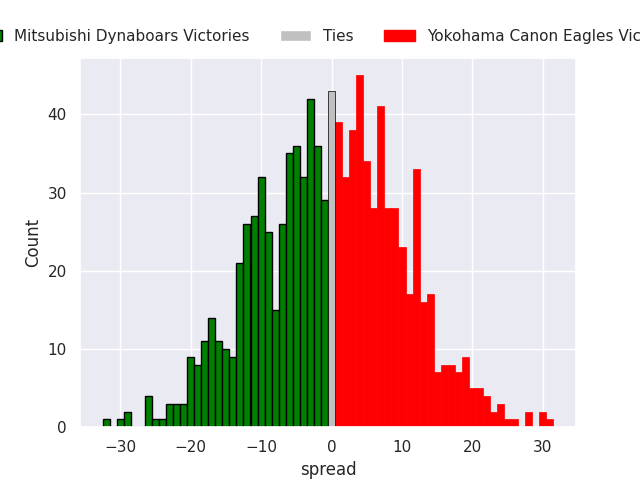 Mitsubishi Dynaboars Victories Ties Yokohama Canon Eagles Vic
Count
40
30
20
10
0
−30 −20 −10 0 10 20 30
spread